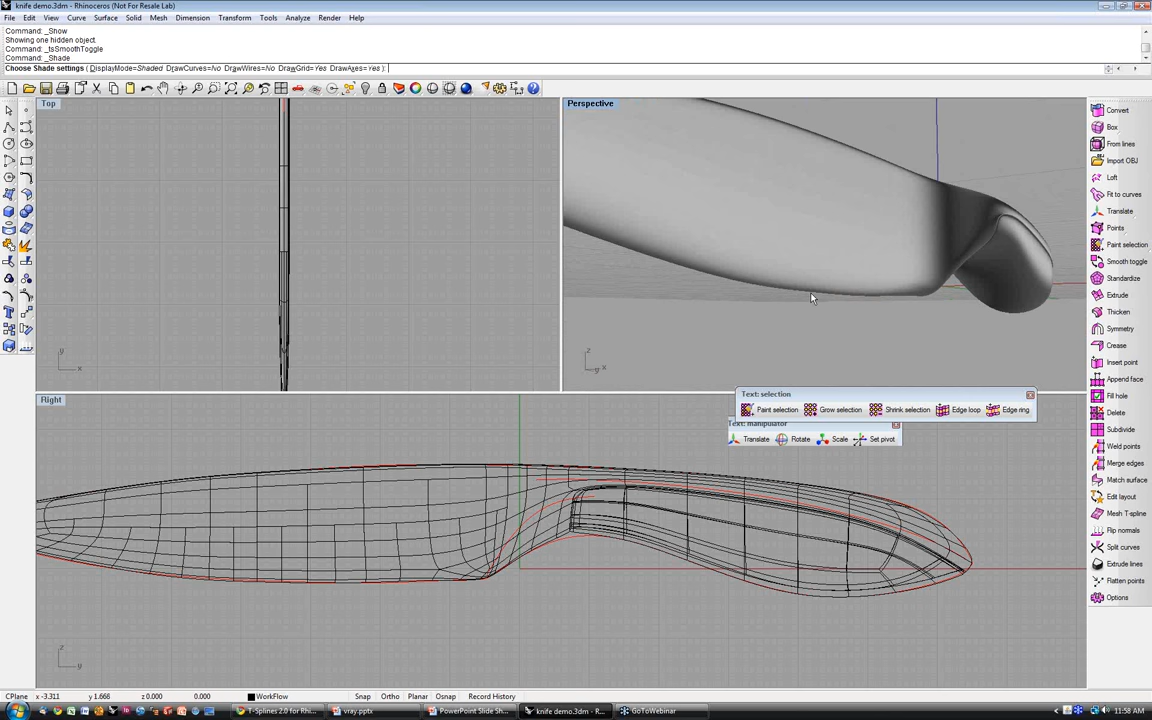 knife demo.3dm - Rhinoceros (Not For Resale Lab)
File Edit View Curve Surface Solid Mesh Dimension Transform Tools Analyze Render Help
Command: _Show
Showing one hidden object.
Command: _tsSmoothToggle
Command: _Shade
Choose Shade settings ( DisplayMode=Shaded DrawCurves=No DrawWires=No DrawGrid=Yes DrawAxes=Yes ):
Top
Perspective
Convert
Box
From lines
Import OBJ
Loft
Fit to curves
Translate
Points
Paint selection
Smooth toggle
Standardize
Extrude
Thicken
Symmetry
Crease
Insert point
Append face
Fill hole
Delete
Subdivide
Weld points
Merge edges
Match surface
Edit layout
Mesh T-spline
Flip normals
Split curves
Extrude lines
Flatten points
Options
y
x
z
y x
Text: selection
Paint selection Grow selection Shrink selection Edge loop Edge ring
Text: manipulator
Translate Rotate Scale Set pivot
Right
z
y
CPlane x -3.311 y 1.666 z 0.000 0.000 WorkFlow Snap Ortho Planar Osnap Record History
T-Splines 2.0 for Rhi... vray.pptx PowerPoint Slide Sh... knife demo.3dm - R... GoToWebinar 11:58 AM